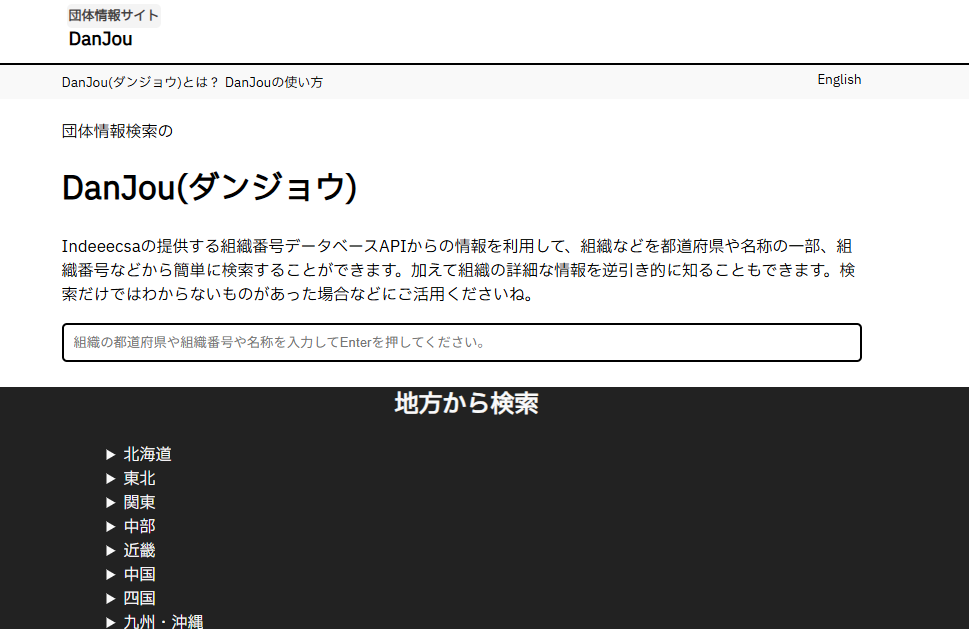 団体情報サイト
DanJou
DanJou(ダンジョウ)とは？ DanJouの使い方
English
団体情報検索の
DanJou(ダンジョウ)
Indeeecsaの提供する組織番号データベースAPIからの情報を利用して、組織などを都道府県や名称の一部、組
織番号などから簡単に検索することができます。加えて組織の詳細な情報を逆引き的に知ることもできます。検
索だけではわからないものがあった場合などにご活用くださいね。
組織の都道府県や組織番号や名称を入力してEnterを押してください。
地方から検索
▶ 北海道
▶ 東北
▶ 関東
▶ 中部
▶ 近畿
▶ 中国
▶ 四国
▶ 九州・沖縄